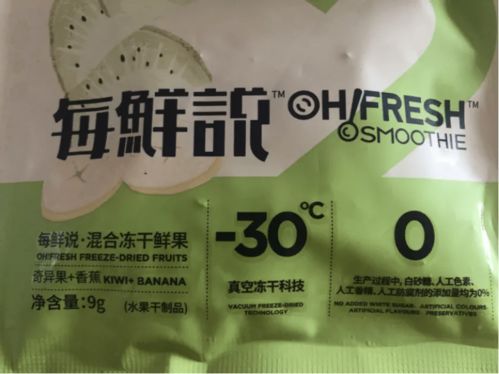 每鲜説™ OH!FRESH™
SMOOTHIE
每鲜说·混合冻干鲜果
OH!FRESH FREEZE-DRIED FRUITS
奇异果+香蕉 KIWI+ BANANA
净含量:9g (水果干制品)
-30℃
真空冻干科技
VACUUM FREEZE-DRIED
TECHNOLOGY
0
生产过程中,白砂糖、人工色素、
人工香精、人工防腐剂的添加量均为0%
NO ADDED WHITE SUGAR、ARTIFICIAL COLOURS、
ARTIFICIAL FLAVOURS、PRESERVATIVES